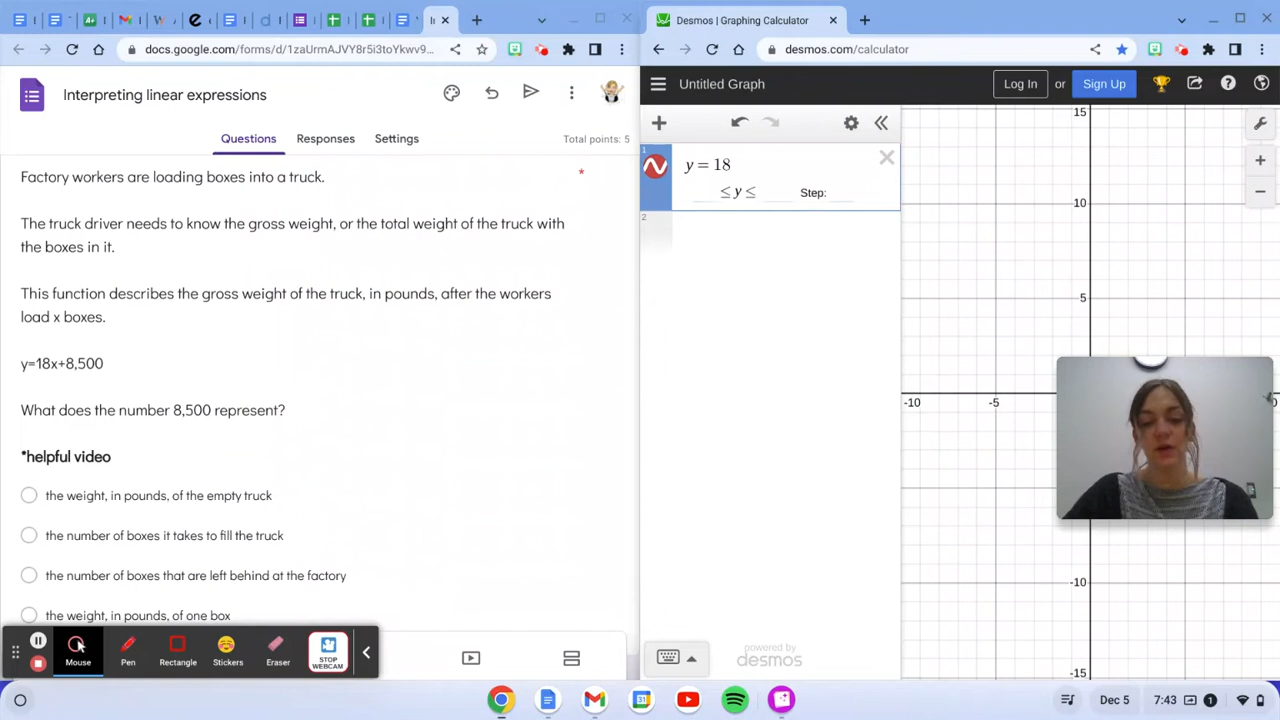 Desmos | Graphing Calculator
docs.google.com/forms/d/1zaUrmAJVY8r5i3toYkwv9...
desmos.com/calculator
Interpreting linear expressions
Untitled Graph
Log In
or
Sign Up
Questions
Responses
Settings
Total points: 5
Factory workers are loading boxes into a truck.
*
The truck driver needs to know the gross weight, or the total weight of the truck with
the boxes in it.
This function describes the gross weight of the truck, in pounds, after the workers
load x boxes.
y=18x+8,500
What does the number 8,500 represent?
*helpful video
the weight, in pounds, of the empty truck
the number of boxes it takes to fill the truck
the number of boxes that are left behind at the factory
the weight, in pounds, of one box
1
y = 18
≤ y ≤
Step:
2
15
10
5
-10
-5
-10
-15
powered by
desmos
Mouse
Pen
Rectangle
Stickers
Eraser
STOP
WEBCAM
Dec 5
7:43